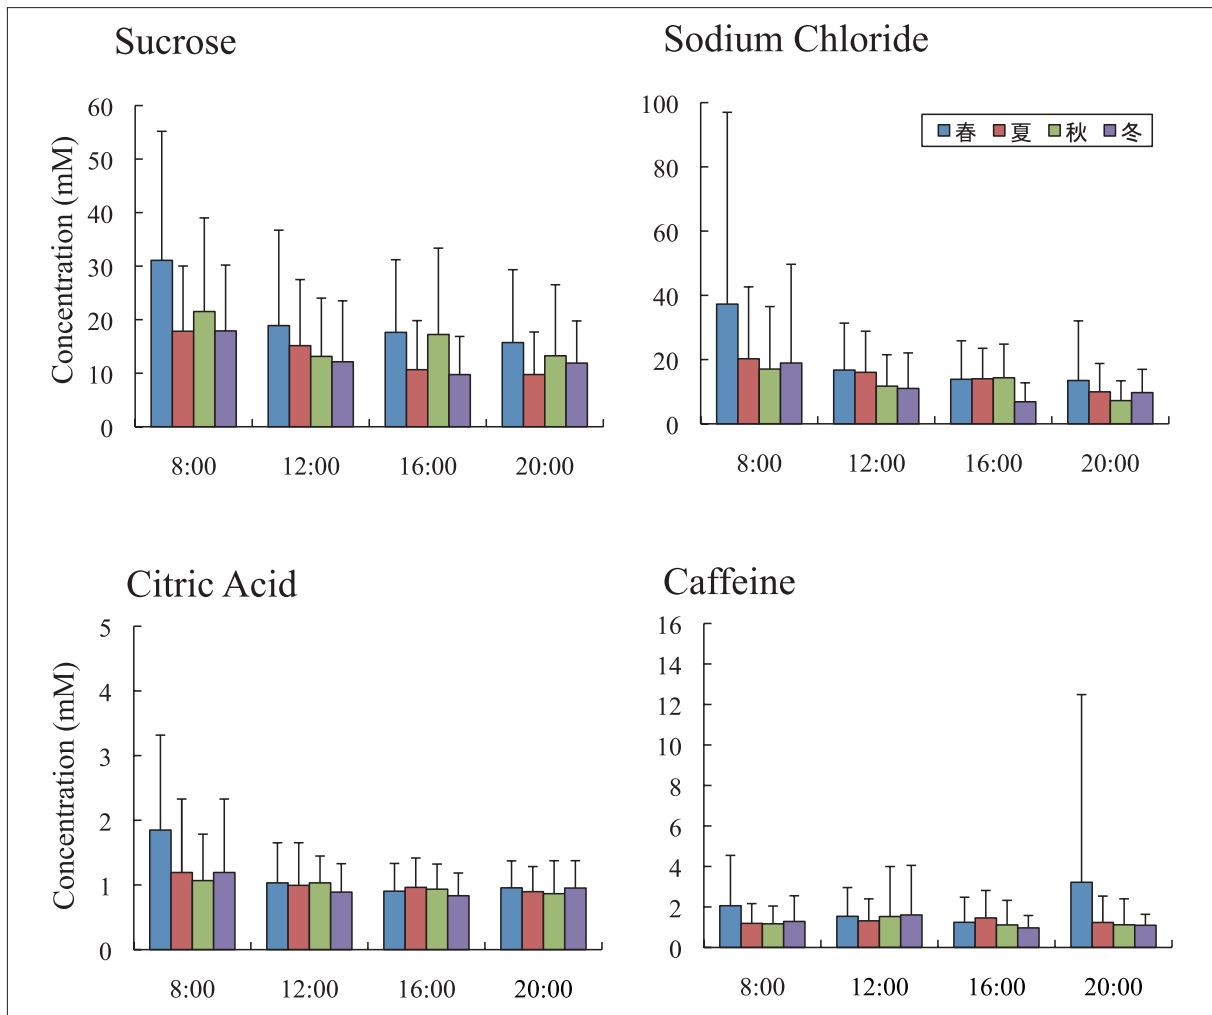 Sucrose
Concentration (mM)
60
50
40
30
20
10
0
8:00 12:00 16:00 20:00
Sodium Chloride
春 夏 秋 冬
100
80
60
40
20
0
8:00 12:00 16:00 20:00
Citric Acid
Concentration (mM)
5
4
3
2
1
0
8:00 12:00 16:00 20:00
Caffeine
16
14
12
10
8
6
4
2
0
8:00 12:00 16:00 20:00